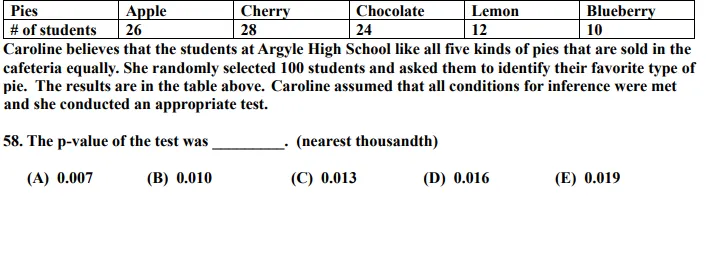 Pies Apple Cherry Chocolate Lemon Blueberry
# of students 26 28 24 12 10
Caroline believes that the students at Argyle High School like all five kinds of pies that are sold in the
cafeteria equally. She randomly selected 100 students and asked them to identify their favorite type of
pie. The results are in the table above. Caroline assumed that all conditions for inference were met
and she conducted an appropriate test.
58. The p-value of the test was _________. (nearest thousandth)
(A) 0.007 (B) 0.010 (C) 0.013 (D) 0.016 (E) 0.019